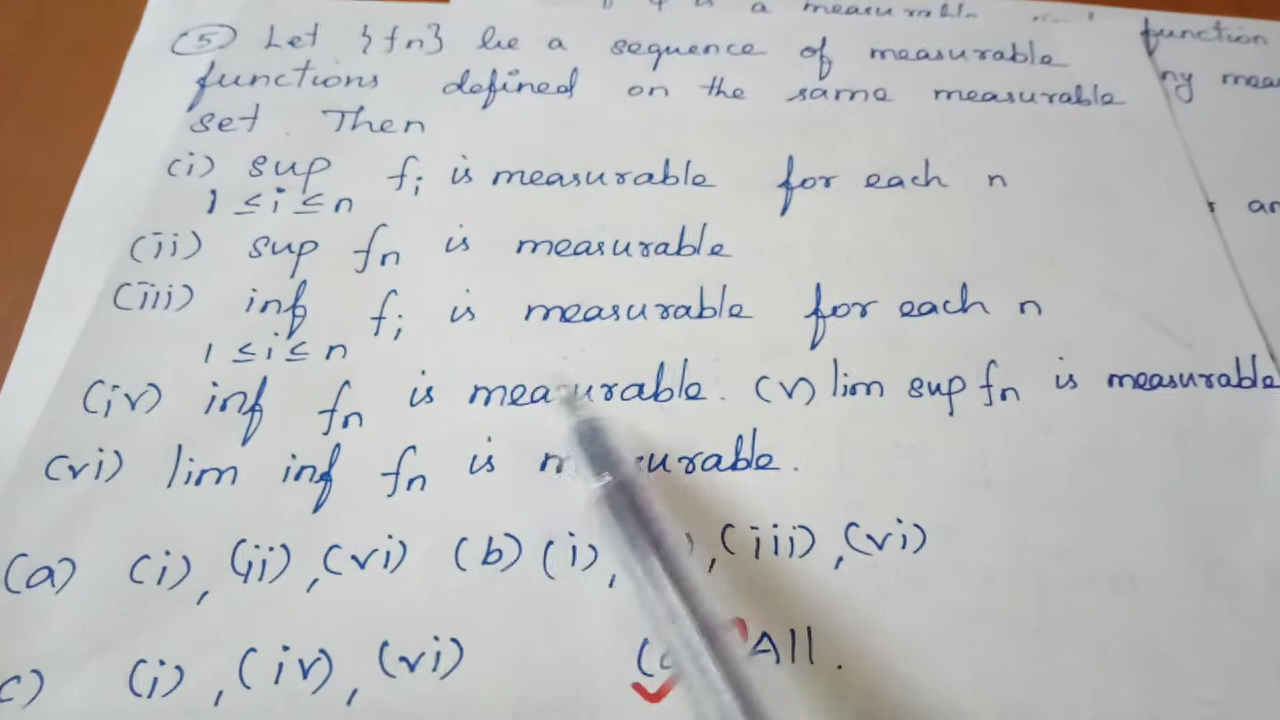 a measurable
function
(5) Let {fn} be a sequence of measurable
functions defined on the same measurable
set. Then
(i) sup fi is measurable for each n
1 ≤ i ≤ n
(ii) sup fn is measurable
(iii) inf fi is measurable for each n
1 ≤ i ≤ n
(iv) inf fn is measurable. (v) lim sup fn is measurable
(vi) lim inf fn is
(a) (i), (ii), (vi) (b) (i), (iii), (vi)
c) (i), (iv), (vi) All.